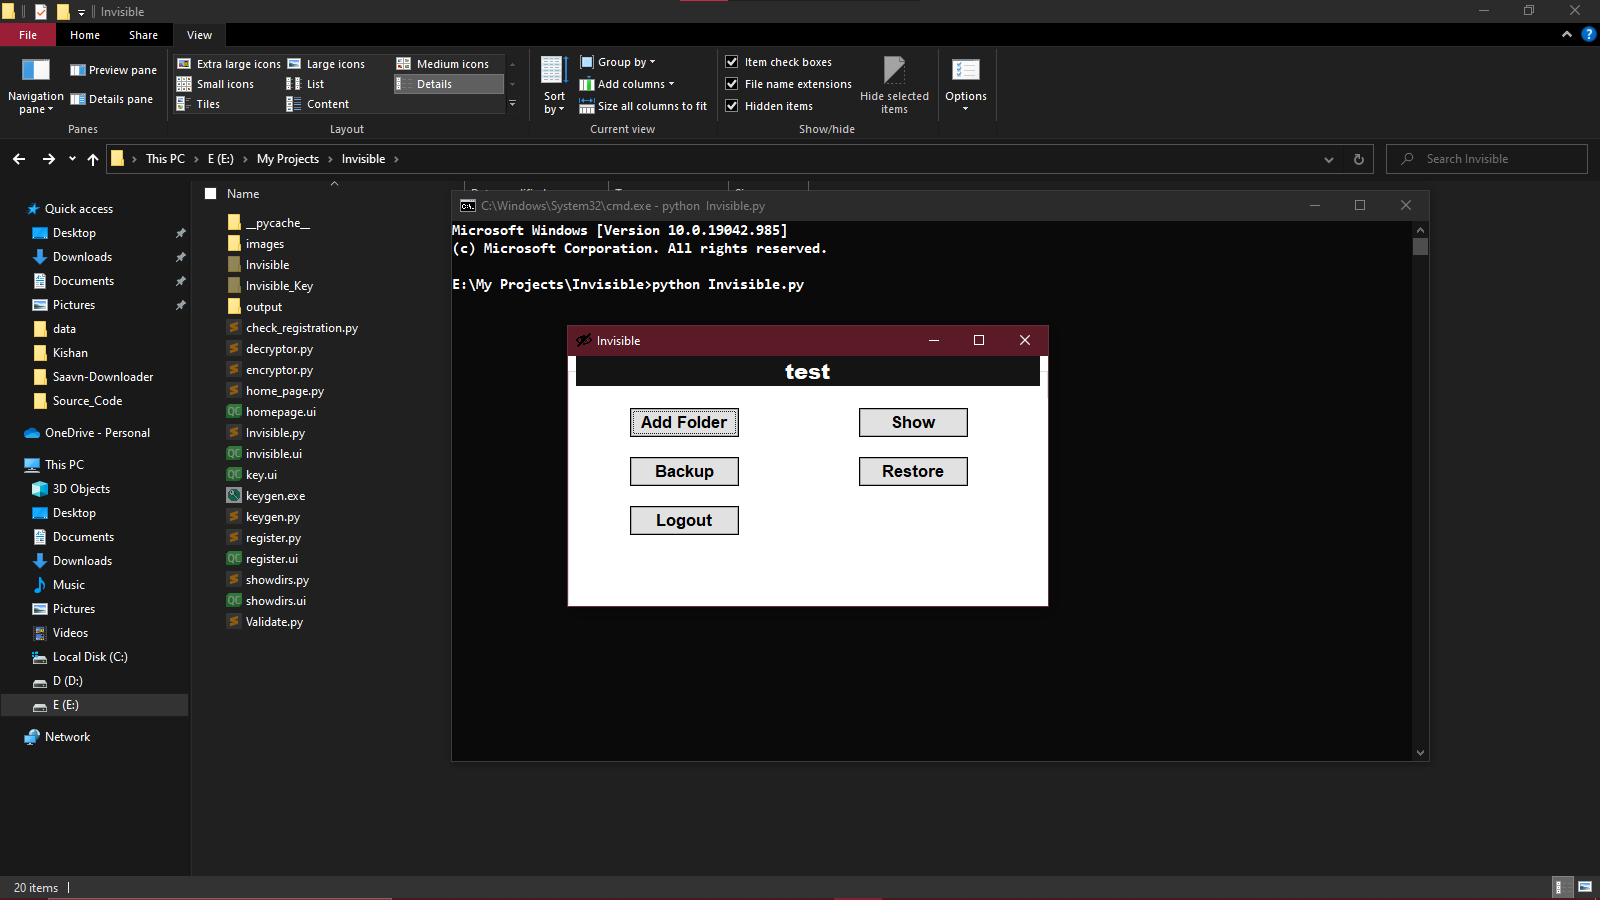 Invisible
File
Home
Share
View
Navigation pane
Preview pane
Details pane
Panes
Extra large icons
Large icons
Medium icons
Small icons
List
Details
Tiles
Content
Layout
Sort by
Group by
Add columns
Size all columns to fit
Current view
Item check boxes
File name extensions
Hidden items
Hide selected items
Show/hide
Options
This PC > E (E:) > My Projects > Invisible >
Search Invisible
Quick access
Desktop
Downloads
Documents
Pictures
data
Kishan
Saavn-Downloader
Source_Code
OneDrive - Personal
This PC
3D Objects
Desktop
Documents
Downloads
Music
Pictures
Videos
Local Disk (C:)
D (D:)
E (E:)
Network
Name
__pycache__
images
Invisible
Invisible_Key
output
check_registration.py
decryptor.py
encryptor.py
home_page.py
homepage.ui
Invisible.py
invisible.ui
key.ui
keygen.exe
keygen.py
register.py
register.ui
showdirs.py
showdirs.ui
Validate.py
C:\Windows\System32\cmd.exe - python Invisible.py
Microsoft Windows [Version 10.0.19042.985]
(c) Microsoft Corporation. All rights reserved.
E:\My Projects\Invisible>python Invisible.py
Invisible
test
Add Folder
Show
Backup
Restore
Logout
20 items